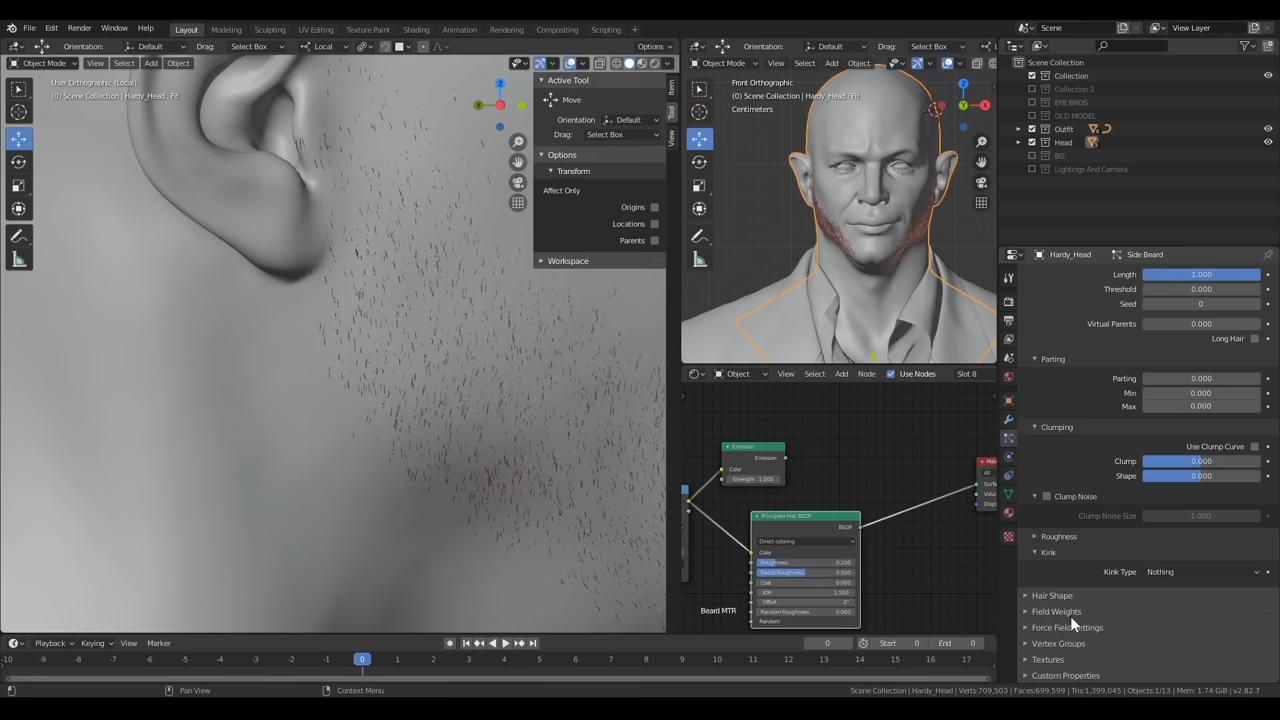 File Edit Render Window Help Layout Modeling Sculpting UV Editing Texture Paint Shading Animation Rendering Compositing Scripting Scene View Layer
Orientation: Default Drag: Select Box Local Options
Object Mode View Select Add Object
User Orthographic (Local)
(0) Scene Collection | Hardy_Head : Fit
Y
Z
Active Tool
Move
Orientation Default
Drag: Select Box
Options
Transform
Affect Only
Origins
Locations
Parents
Workspace
Item
Tool
View
Orientation: Default Drag: Select Box
Object Mode View Select Add Object
Front Orthographic
(0) Scene Collection | Hardy_Head : Fit
Centimeters
Z
Y
X
Object View Select Add Node Use Nodes Slot 8
Emission
Emission
Color
Strength 1.000
Principled Hair BSDF
BSDF
Direct coloring
Color
Roughness 0.200
Radial Roughness 0.500
Coat 0.000
IOR 1.550
Offset 2°
Random Roughness 0.000
Random
All
Beard MTR
Scene Collection
Collection
Collection 2
EYE BROS
OLD MODEL
Outfit
Head
BG
Lightings And Camera
Hardy_Head Side Beard
Length 1.000
Threshold 0.000
Seed 0
Virtual Parents 0.000
Long Hair
Parting
Parting 0.000
Min 0.000
Max 0.000
Clumping
Use Clump Curve
Clump 0.000
Shape 0.000
Clump Noise
Clump Noise Size 1.000
Roughness
Kink
Kink Type Nothing
Hair Shape
Field Weights
Force Field Settings
Vertex Groups
Textures
Custom Properties
Playback Keying View Marker 0 Start 0 End 0
-10 -9 -8 -7 -6 -5 -4 -3 -2 -1 0 1 2 3 4 5 6 7 8 9 10 11 12 13 14 15 16 17
Pan View Context Menu Scene Collection | Hardy_Head | Verts:709,503 | Faces:699,599 | Tris:1,399,045 | Objects:1/13 | Mem: 1.74 GiB | v2.82.7